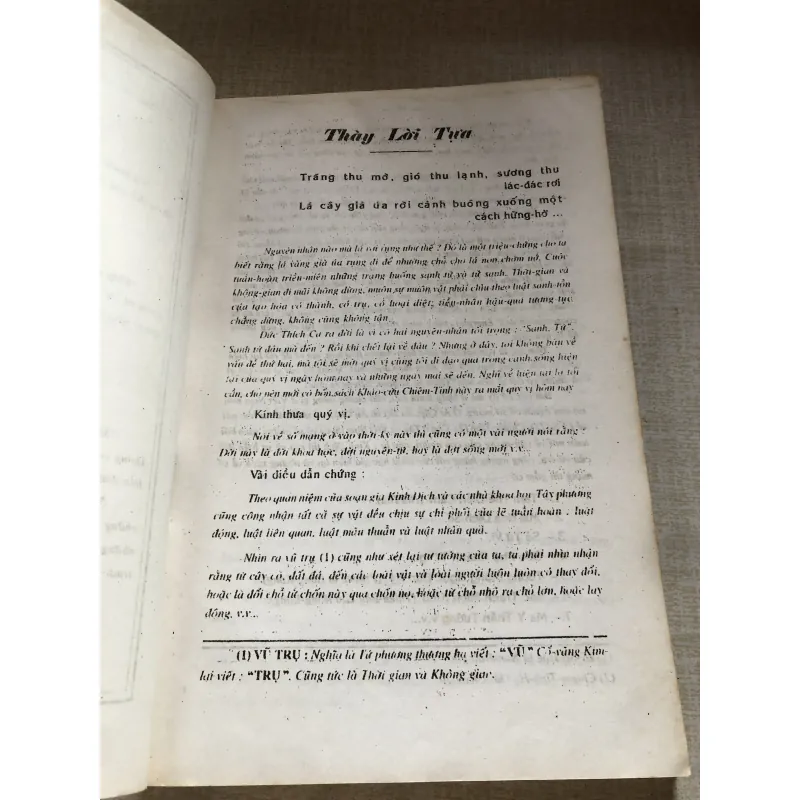 Thày Lời Tựa
Trăng thu mờ, gió thu lạnh, sương thu
lác-đác rơi
Lá cây già úa rời cành buông xuống một
cách hững-hờ ...
Nguyên nhân nào mà lá rơi rụng như thế ? Đó là một triệu-chứng cho ta
biết rằng lá vàng già úa rụng đi để nhường chỗ cho lá non chớm nở. Cuộc
tuần-hoàn triền-miên những trang buồng sanh tử và tử sanh. Thời-gian và
không-gian đi mãi không dừng, muôn sự muôn vật phải chịu theo luật sanh-tồn
của tạo hóa có thành, có trụ, có hoại diệt; tiền-nhân hậu-quả tương tục
chẳng dừng, không cùng không tận.
Đức Thích Ca ra đời là vì có hai nguyên-nhân tối trọng : "Sanh, Tử".
Sanh từ đâu mà đến ? Rồi khi chết lại về đâu ? Nhưng ở đây, tôi không bàn về
vấn đề thứ hai, mà tôi sẽ mời quý vị cùng tôi đi dạo qua trong cảnh sống hiện
tại của quý vị ngày hôm nay và những ngày mai sẽ đến. Nghĩ về hiện tại là tối
cần, cho nên mới có bổn sách Khảo-cứu Chiêm-Tinh này ra mắt quý vị hôm nay
Kính thưa quý vị,
Nói về số mạng ở vào thời-kỳ này thì cũng có một vài người nói rằng :
Đời này là đời khoa học, đời nguyên-tử, hay là đợt sống mới v.v...
Vài điều dẫn chứng :
Theo quan niệm của soạn giả Kinh Dịch và các nhà khoa học Tây phương
cũng công nhận tất cả sự vật đều chịu sự chi phối của lẽ tuần hoàn : luật
động, luật liên quan, luật mâu thuẫn và luật nhân quả.
Nhìn ra vũ trụ (1) cũng như xét lại tư tưởng của ta, ta phải nhìn nhận
rằng từ cây cỏ, đất đá, đến các loài vật và loài người luôn luôn có thay đổi,
hoặc là đổi chỗ từ chốn này qua chốn nọ, hoặc từ chỗ nhỏ ra chỗ lớn, hoặc lay
động, v.v...
(1) VŨ TRỤ : Nghĩa là Tứ phương thượng hạ viết : "VŨ" Cổ-vãng Kim-
lai viết : "TRỤ". Cũng tức là Thời gian và Không gian.